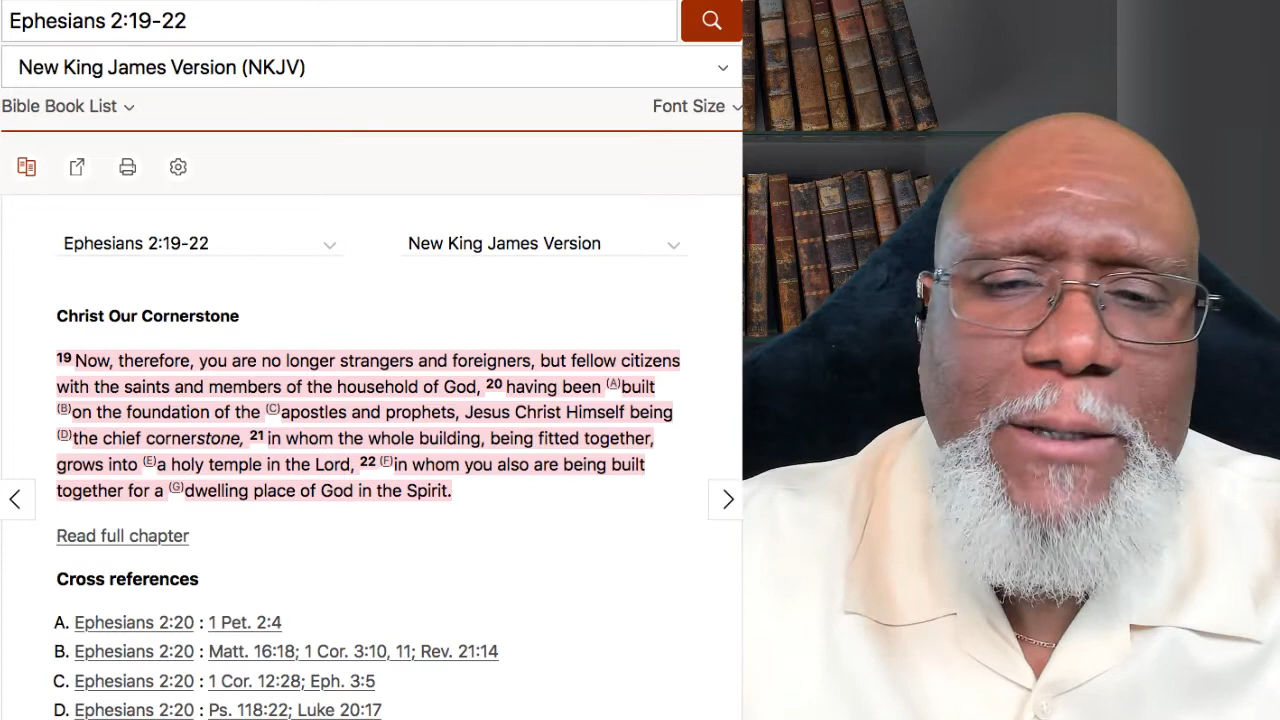 Ephesians 2:19-22
New King James Version (NKJV)
Bible Book List
Font Size
Ephesians 2:19-22
New King James Version
Christ Our Cornerstone
19 Now, therefore, you are no longer strangers and foreigners, but fellow citizens
with the saints and members of the household of God, 20 having been (A)built
(B)on the foundation of the (C)apostles and prophets, Jesus Christ Himself being
(D)the chief cornerstone, 21 in whom the whole building, being fitted together,
grows into (E)a holy temple in the Lord, 22 (F)in whom you also are being built
together for a (G)dwelling place of God in the Spirit.
Read full chapter
Cross references
A. Ephesians 2:20 : 1 Pet. 2:4
B. Ephesians 2:20 : Matt. 16:18; 1 Cor. 3:10, 11; Rev. 21:14
C. Ephesians 2:20 : 1 Cor. 12:28; Eph. 3:5
D. Ephesians 2:20 : Ps. 118:22; Luke 20:17